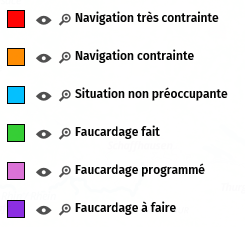 Navigation très contrainte
Navigation contrainte
Situation non préoccupante
Faucardage fait
Faucardage programmé
Faucardage à faire